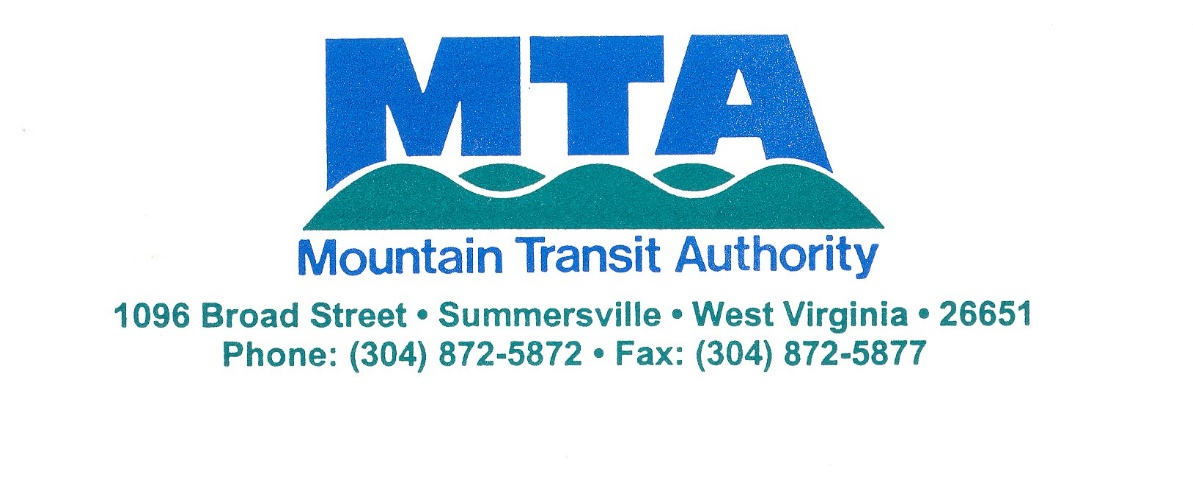 MTA
Mountain Transit Authority
1096 Broad Street • Summersville • West Virginia • 26651
Phone: (304) 872-5872 • Fax: (304) 872-5877